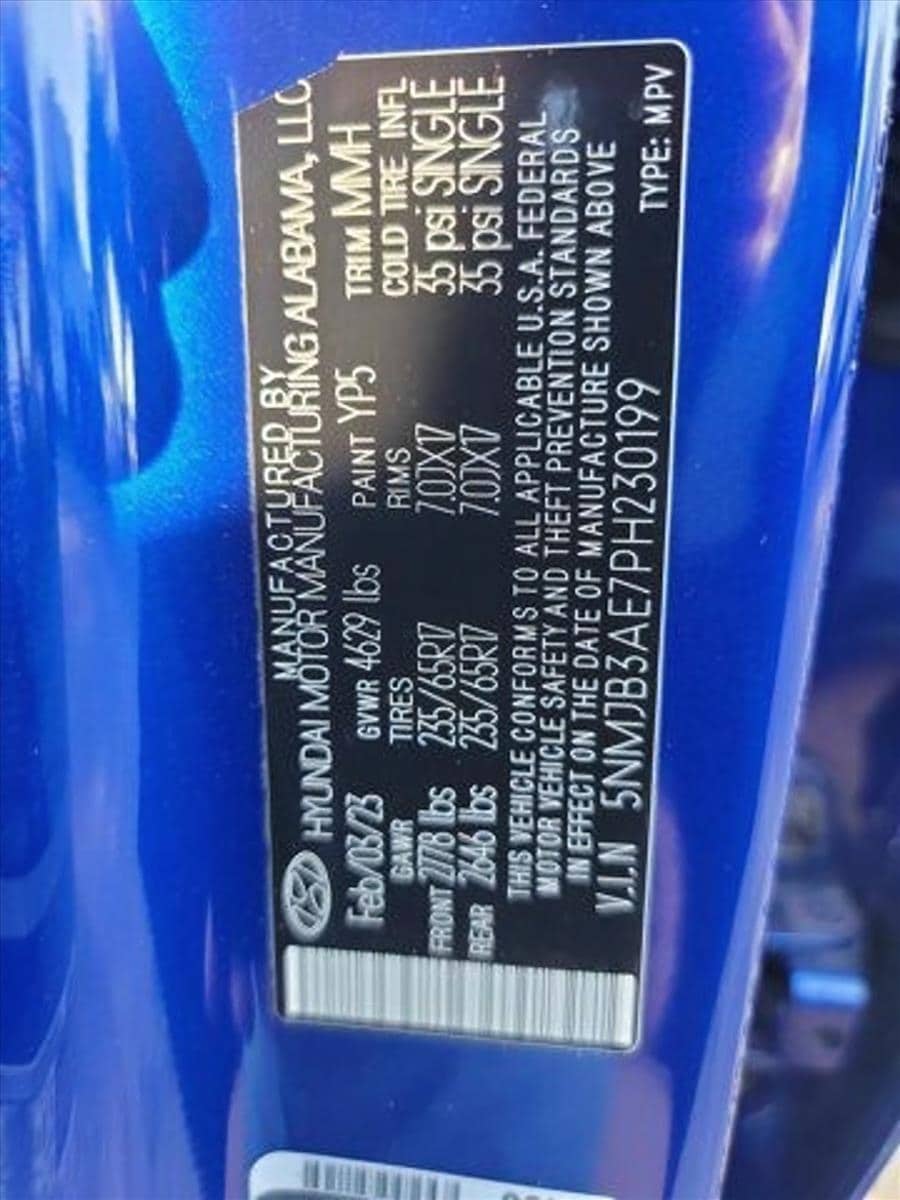 MANUFACTURED BY
HYUNDAI MOTOR MANUFACTURING ALABAMA, LLC
Feb/03/23 GVWR 4629 lbs PAINT YP5 TRIM MMH
GAWR TIRES RIMS COLD TIRE INFL
FRONT 2778 lbs 235/65R17 7.0JX17 35 psi SINGLE
REAR 2646 lbs 235/65R17 7.0JX17 35 psi SINGLE
THIS VEHICLE CONFORMS TO ALL APPLICABLE U.S.A. FEDERAL
MOTOR VEHICLE SAFETY AND THEFT PREVENTION STANDARDS
IN EFFECT ON THE DATE OF MANUFACTURE SHOWN ABOVE
V.I.N 5NMJB3AE7PH230199 TYPE: MPV